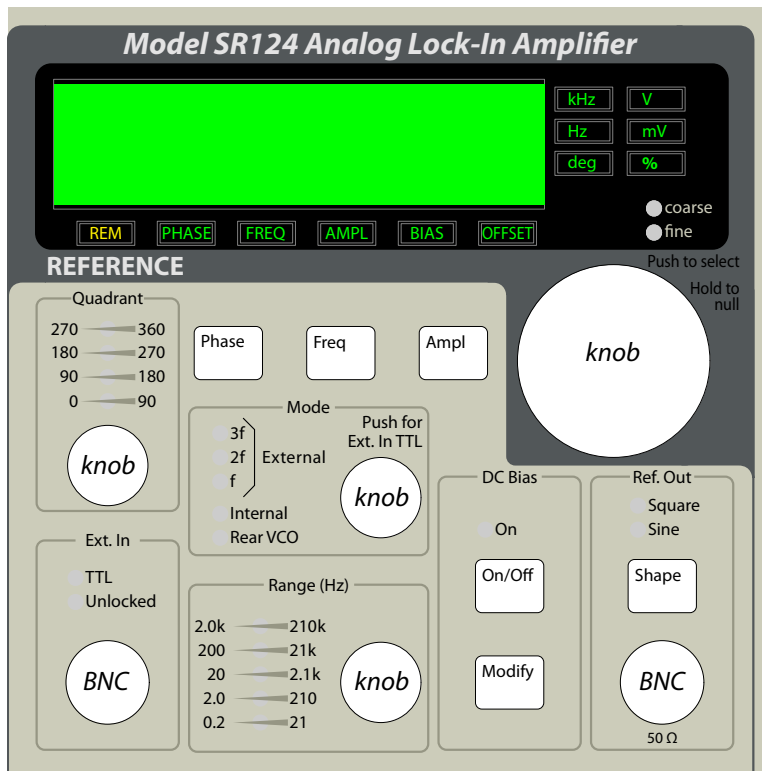 Model SR124 Analog Lock-In Amplifier
kHz V
Hz mV
deg %
coarse
fine
REM PHASE FREQ AMPL BIAS OFFSET
REFERENCE
Push to select
Hold to
null
knob
Quadrant
270 360
180 270
90 180
0 90
knob
Phase
Freq
Ampl
Mode
3f
2f
f
External
Internal
Rear VCO
Push for
Ext. In TTL
knob
Ext. In
TTL
Unlocked
BNC
Range (Hz)
2.0k 210k
200 21k
20 2.1k
2.0 210
0.2 21
knob
DC Bias
On
On/Off
Modify
Ref. Out
Square
Sine
Shape
BNC
50 Ω